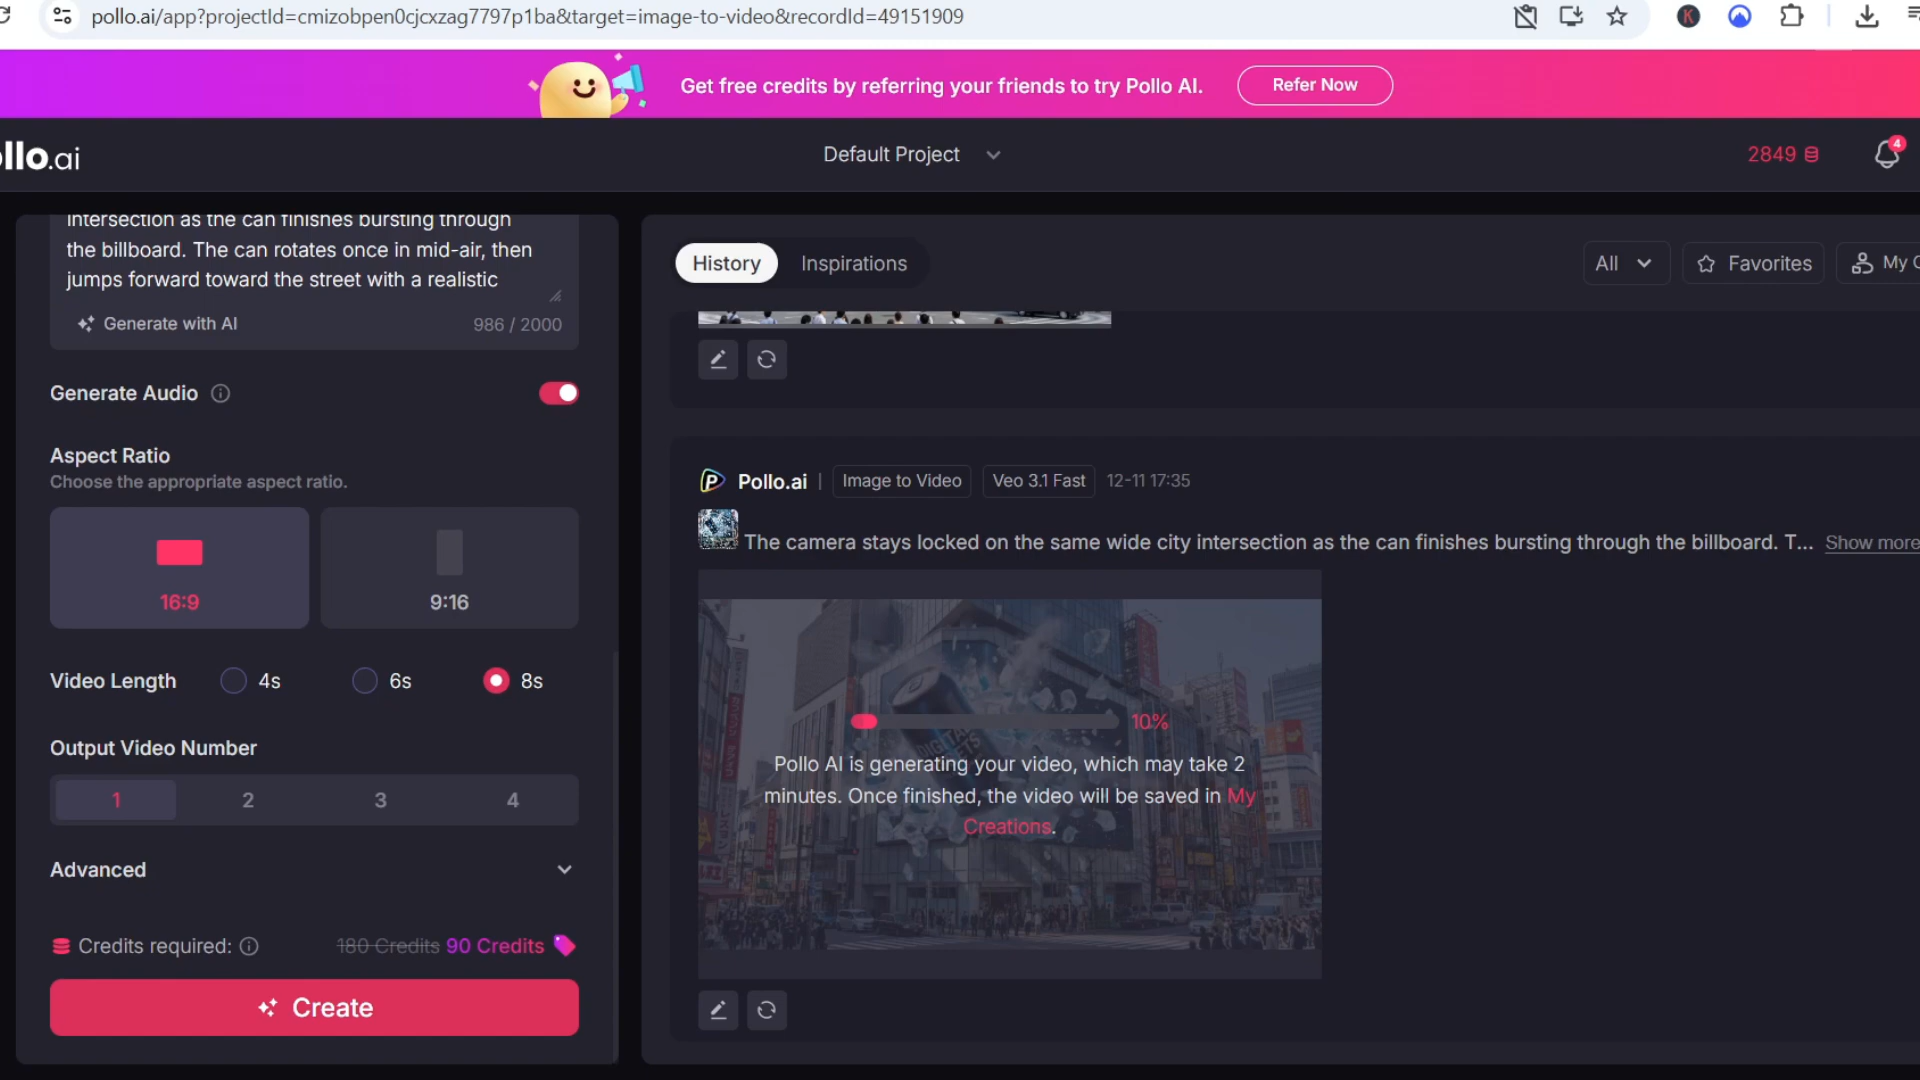 pollo.ai/app?projectId=cmizobpen0cjcxzag7797p1ba&target=image-to-video&recordId=49151909
Get free credits by referring your friends to try Pollo AI.
Refer Now
llo.ai
Default Project
2849
4
intersection as the can finishes bursting through
the billboard. The can rotates once in mid-air, then
jumps forward toward the street with a realistic
Generate with AI
986 / 2000
Generate Audio
Aspect Ratio
Choose the appropriate aspect ratio.
16:9
9:16
Video Length
4s
6s
8s
Output Video Number
1
2
3
4
Advanced
Credits required:
180 Credits 90 Credits
Create
History
Inspirations
All
Favorites
My
Pollo.ai
Image to Video
Veo 3.1 Fast
12-11 17:35
The camera stays locked on the same wide city intersection as the can finishes bursting through the billboard. T...
Show more
10%
Pollo AI is generating your video, which may take 2
minutes. Once finished, the video will be saved in My
Creations.
DIGITAL